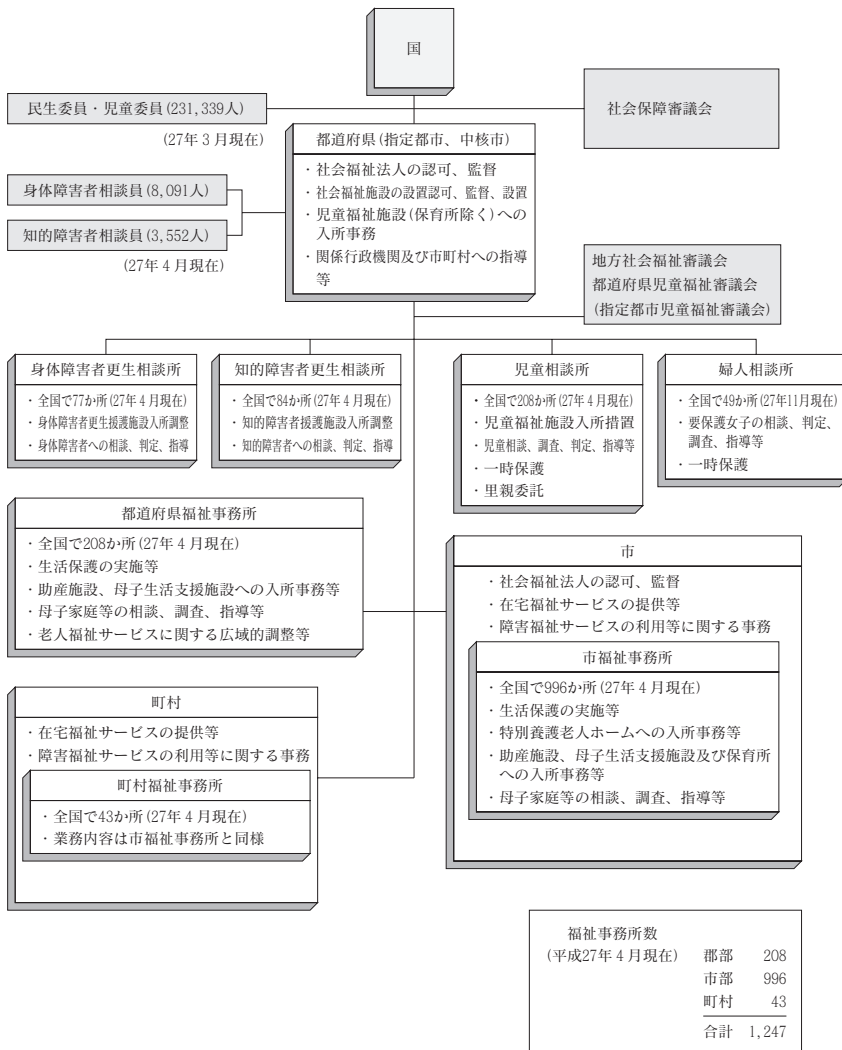 国
民生委員・児童委員(231,339人)
(27年3月現在)
社会保障審議会
都道府県(指定都市、中核市)
・社会福祉法人の認可、監督
・社会福祉施設の設置認可、監督、設置
・児童福祉施設(保育所除く)への
入所事務
・関係行政機関及び市町村への指導
等
身体障害者相談員(8,091人)
知的障害者相談員(3,552人)
(27年4月現在)
地方社会福祉審議会
都道府県児童福祉審議会
(指定都市児童福祉審議会)
身体障害者更生相談所
・全国で77か所(27年4月現在)
・身体障害者更生援護施設入所調整
・身体障害者への相談、判定、指導
知的障害者更生相談所
・全国で84か所(27年4月現在)
・知的障害者援護施設入所調整
・知的障害者への相談、判定、指導
児童相談所
・全国で208か所(27年4月現在)
・児童福祉施設入所措置
・児童相談、調査、判定、指導等
・一時保護
・里親委託
婦人相談所
・全国で49か所(27年11月現在)
・要保護女子の相談、判定、
調査、指導等
・一時保護
都道府県福祉事務所
・全国で208か所(27年4月現在)
・生活保護の実施等
・助産施設、母子生活支援施設への入所事務等
・母子家庭等の相談、調査、指導等
・老人福祉サービスに関する広域的調整等
市
・社会福祉法人の認可、監督
・在宅福祉サービスの提供等
・障害福祉サービスの利用等に関する事務
市福祉事務所
・全国で996か所(27年4月現在)
・生活保護の実施等
・特別養護老人ホームへの入所事務等
・助産施設、母子生活支援施設及び保育所
への入所事務等
・母子家庭等の相談、調査、指導等
町村
・在宅福祉サービスの提供等
・障害福祉サービスの利用等に関する事務
町村福祉事務所
・全国で43か所(27年4月現在)
・業務内容は市福祉事務所と同様
福祉事務所数
(平成27年4月現在) 郡部 208
市部 996
町村 43
合計 1,247